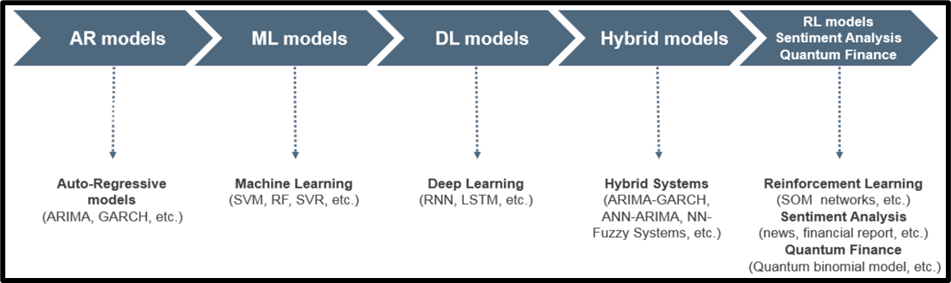 AR models
ML models
DL models
Hybrid models
RL models
Sentiment Analysis
Quantum Finance
Auto-Regressive
models
(ARIMA, GARCH, etc.)
Machine Learning
(SVM, RF, SVR, etc.)
Deep Learning
(RNN, LSTM, etc.)
Hybrid Systems
(ARIMA-GARCH,
ANN-ARIMA, NN-
Fuzzy Systems, etc.)
Reinforcement Learning
(SOM networks, etc.)
Sentiment Analysis
(news, financial report, etc.)
Quantum Finance
(Quantum binomial model, etc.)